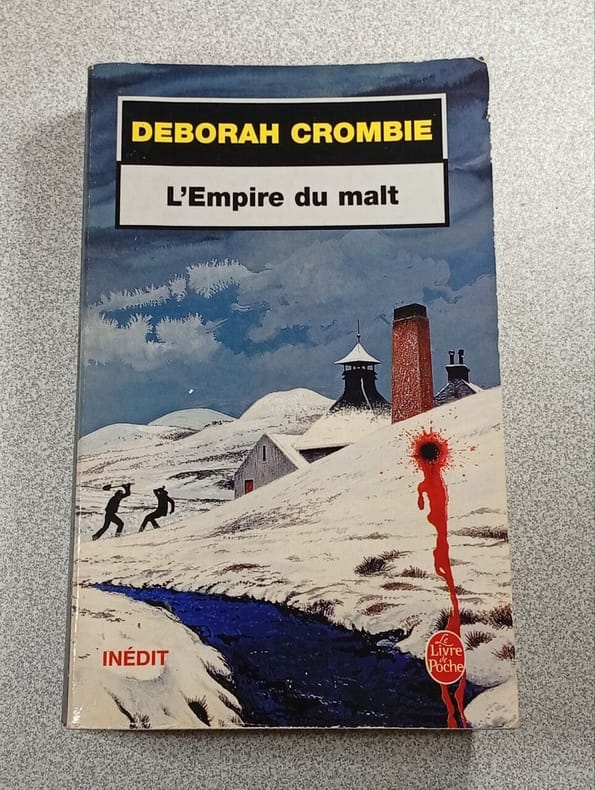 DEBORAH CROMBIE
L'Empire du malt
INÉDIT
Le
Livre
de
Poche